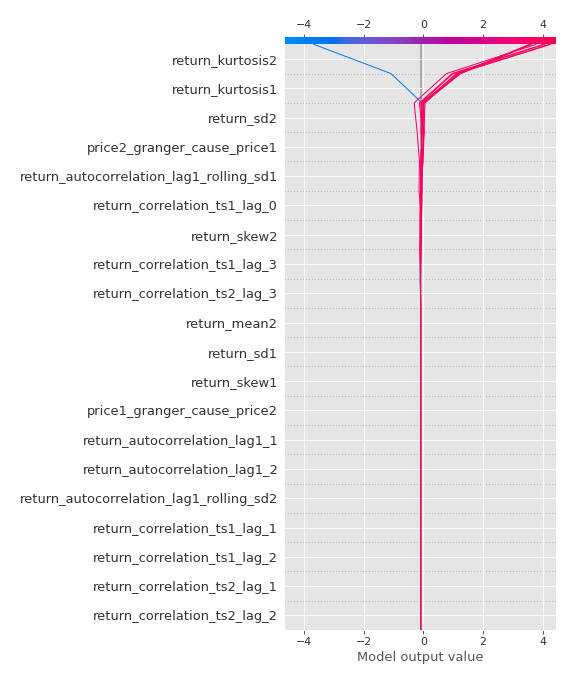 −4 −2 0 2 4
return_kurtosis2
return_kurtosis1
return_sd2
price2_granger_cause_price1
return_autocorrelation_lag1_rolling_sd1
return_correlation_ts1_lag_0
return_skew2
return_correlation_ts1_lag_3
return_correlation_ts2_lag_3
return_mean2
return_sd1
return_skew1
price1_granger_cause_price2
return_autocorrelation_lag1_1
return_autocorrelation_lag1_2
return_autocorrelation_lag1_rolling_sd2
return_correlation_ts1_lag_1
return_correlation_ts1_lag_2
return_correlation_ts2_lag_1
return_correlation_ts2_lag_2
−4 −2 0 2 4
Model output value